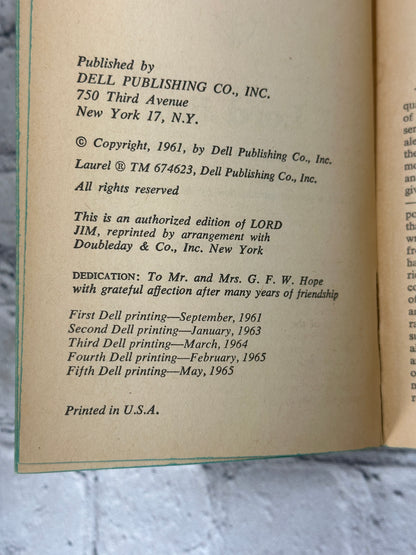 Published by
DELL PUBLISHING CO., INC.
750 Third Avenue
New York 17, N.Y.
© Copyright, 1961, by Dell Publishing Co., Inc.
Laurel ® TM 674623, Dell Publishing Co., Inc.
All rights reserved
This is an authorized edition of LORD
JIM, reprinted by arrangement with
Doubleday & Co., Inc. New York
DEDICATION: To Mr. and Mrs. G. F. W. Hope
with grateful affection after many years of friendship
First Dell printing—September, 1961
Second Dell printing—January, 1963
Third Dell printing—March, 1964
Fourth Dell printing—February, 1965
Fifth Dell printing—May, 1965
Printed in U.S.A.